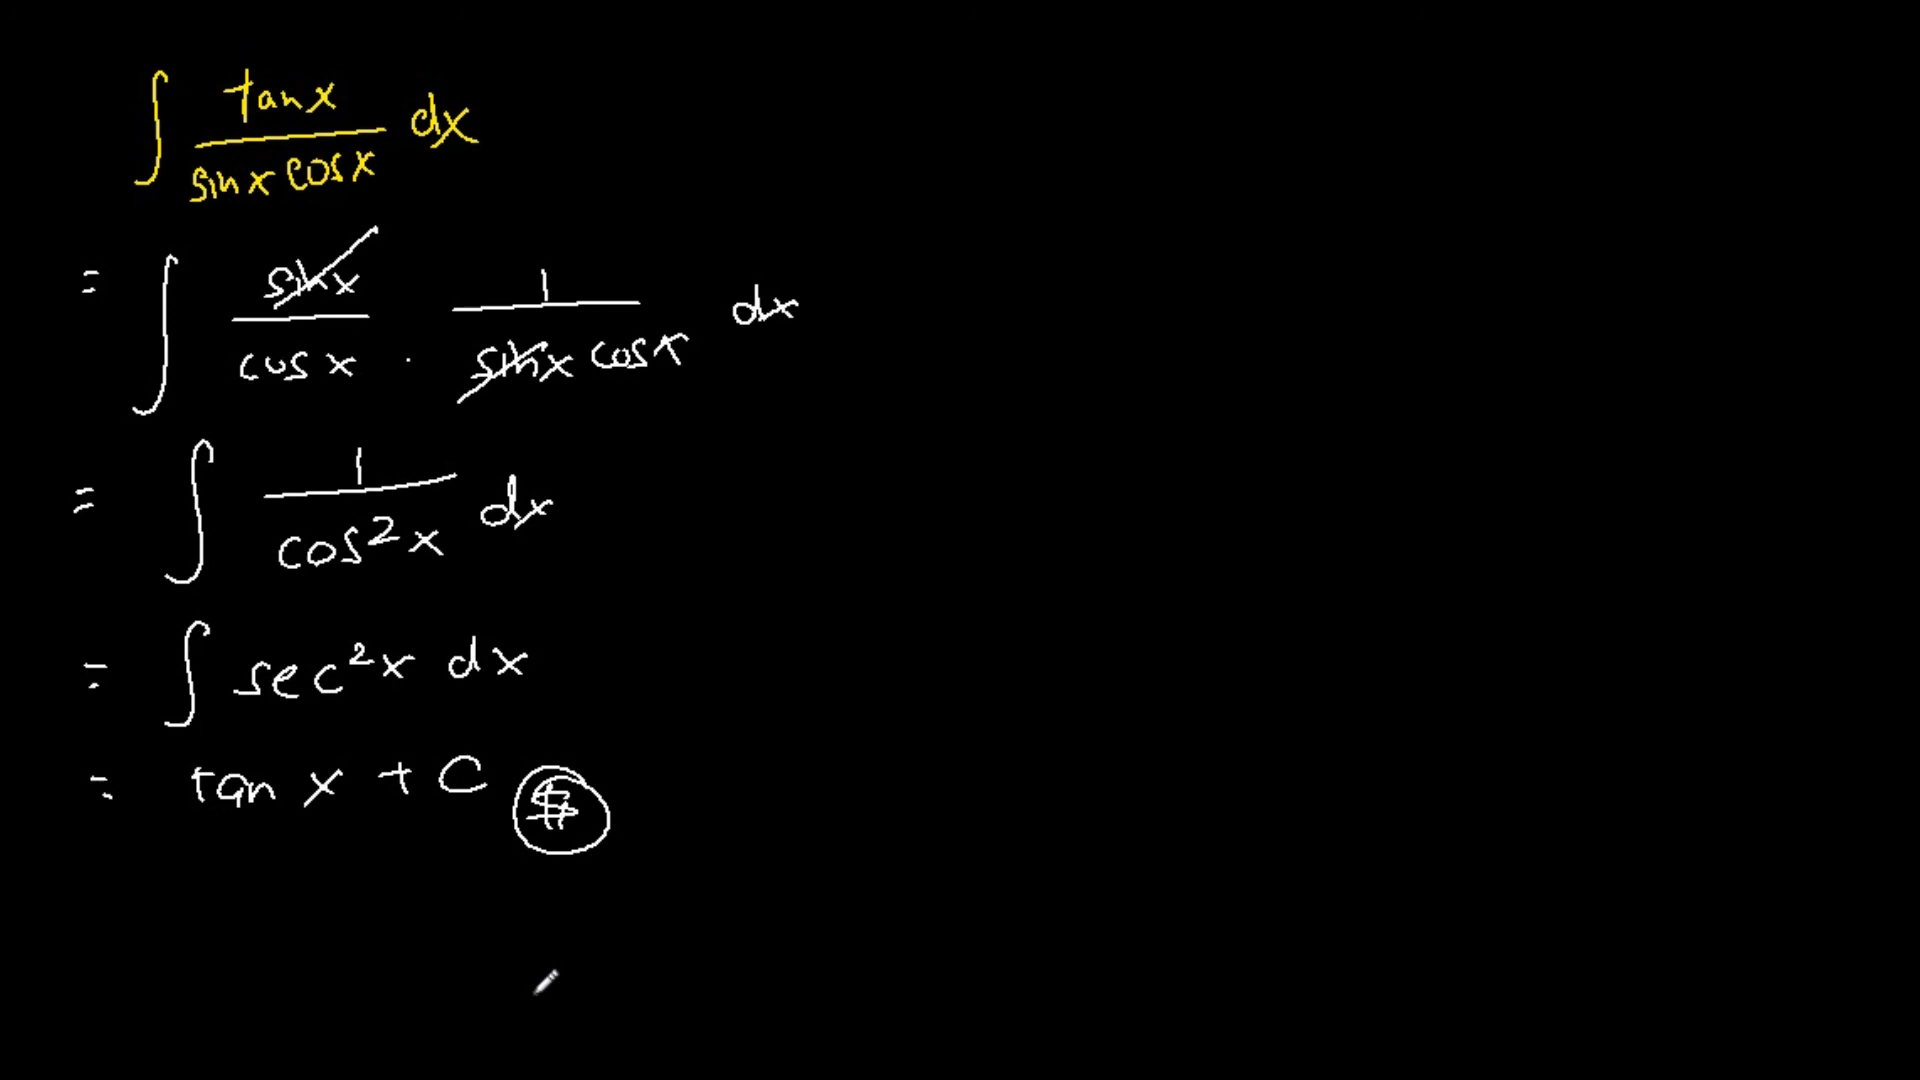 ∫ tanx / sinx cosx dx
= ∫ sinx / cosx · 1 / sinx cosx dx
= ∫ 1 / cos²x dx
= ∫ sec²x dx
= tan x + C